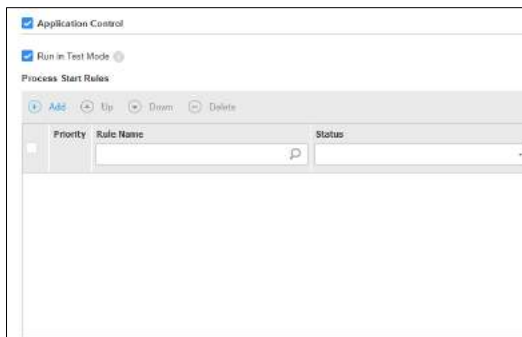 Application Control
Run in Test Mode
Process Start Rules
Add Up Down Delete
Priority Rule Name Status